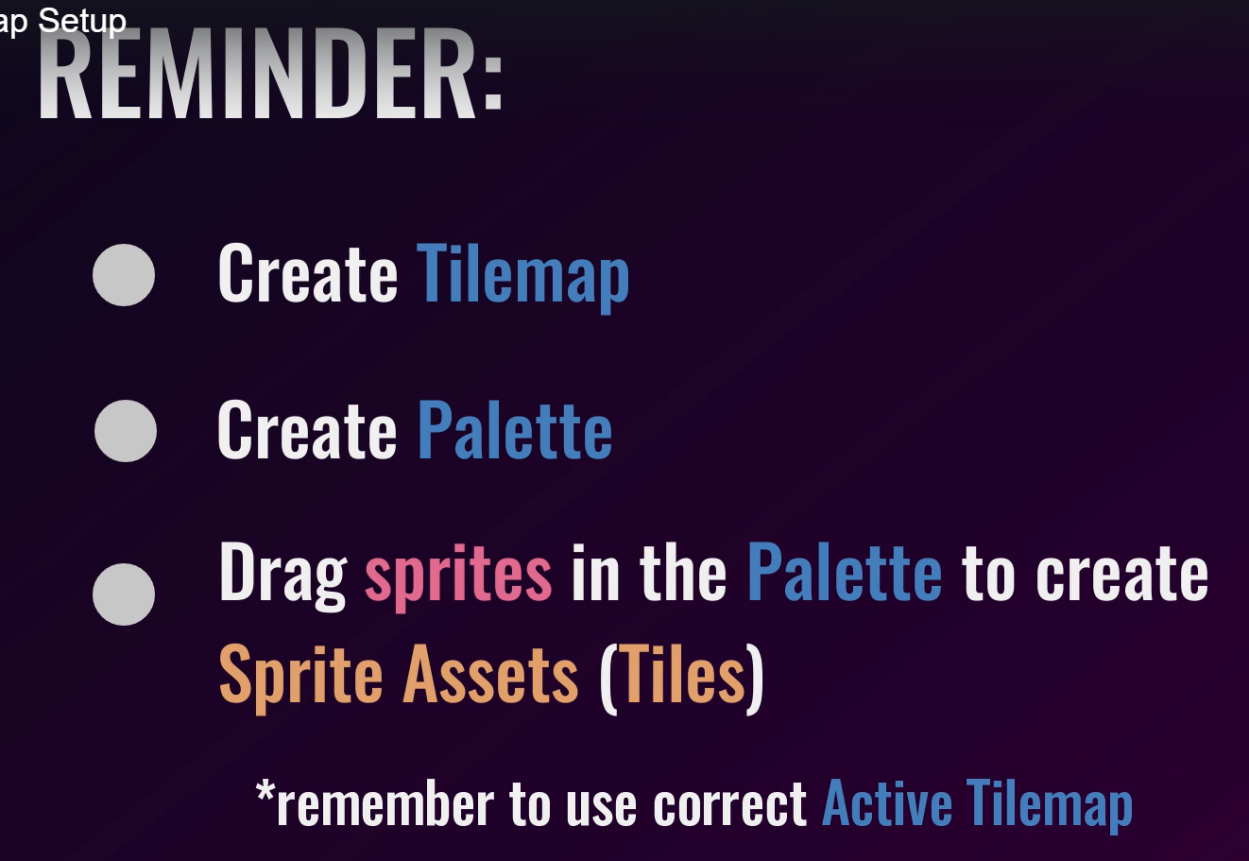 Setup
REMINDER:
Create Tilemap
Create Palette
Drag sprites in the Palette to create
Sprite Assets (Tiles)
*remember to use correct Active Tilemap